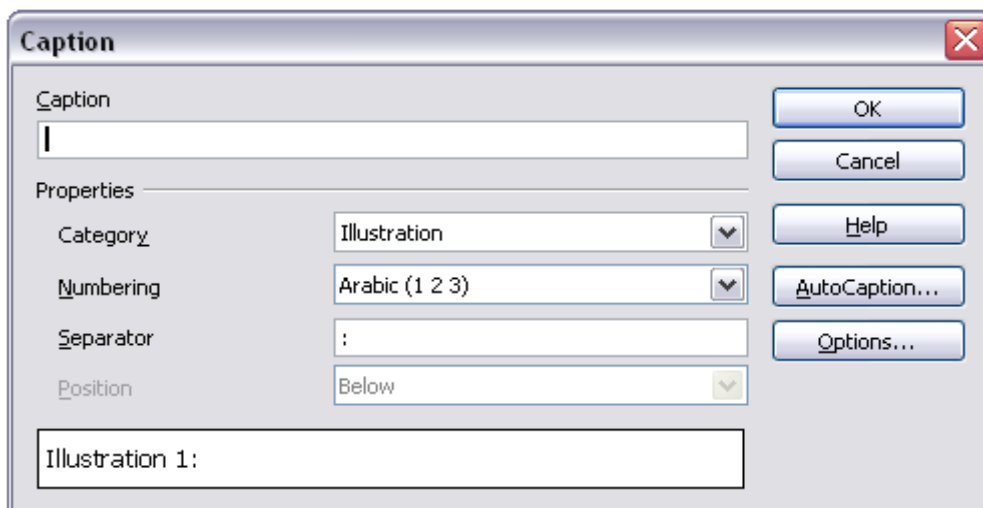 Caption
Caption
OK
Cancel
Properties
Category
Illustration
Help
Numbering
Arabic (1 2 3)
AutoCaption...
Separator
:
Options...
Position
Below
Illustration 1: